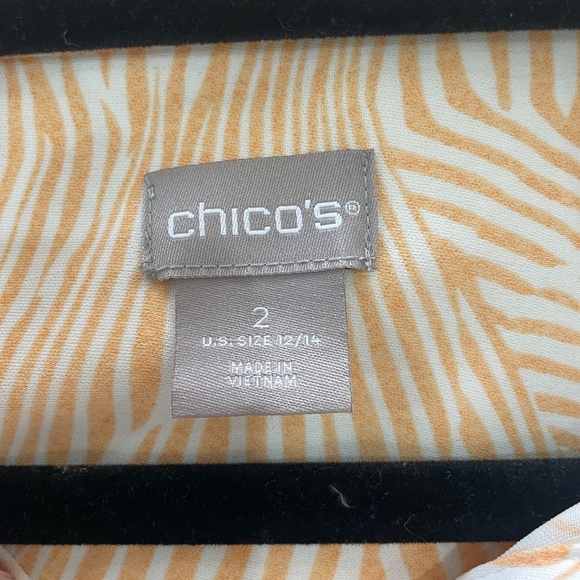 chico's®
2
U.S. SIZE 12/14
MADE IN
VIETNAM